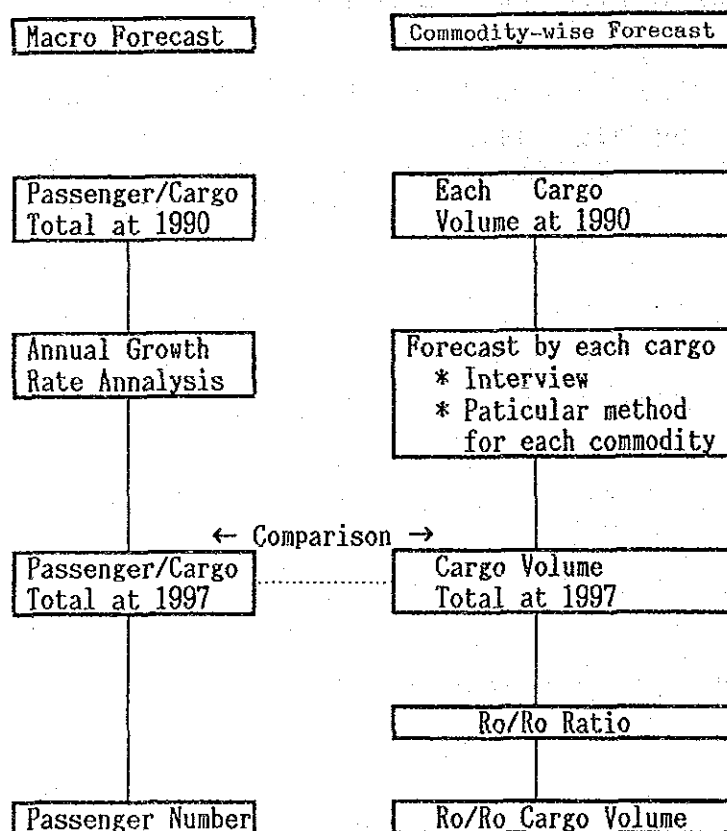 Macro Forecast
Commodity-wise Forecast
Passenger/Cargo
Total at 1990
Each Cargo
Volume at 1990
Annual Growth
Rate Annalysis
Forecast by each cargo
* Interview
* Paticular method
for each commodity
← Comparison →
Passenger/Cargo
Total at 1997
Cargo Volume
Total at 1997
Ro/Ro Ratio
Passenger Number
Ro/Ro Cargo Volume